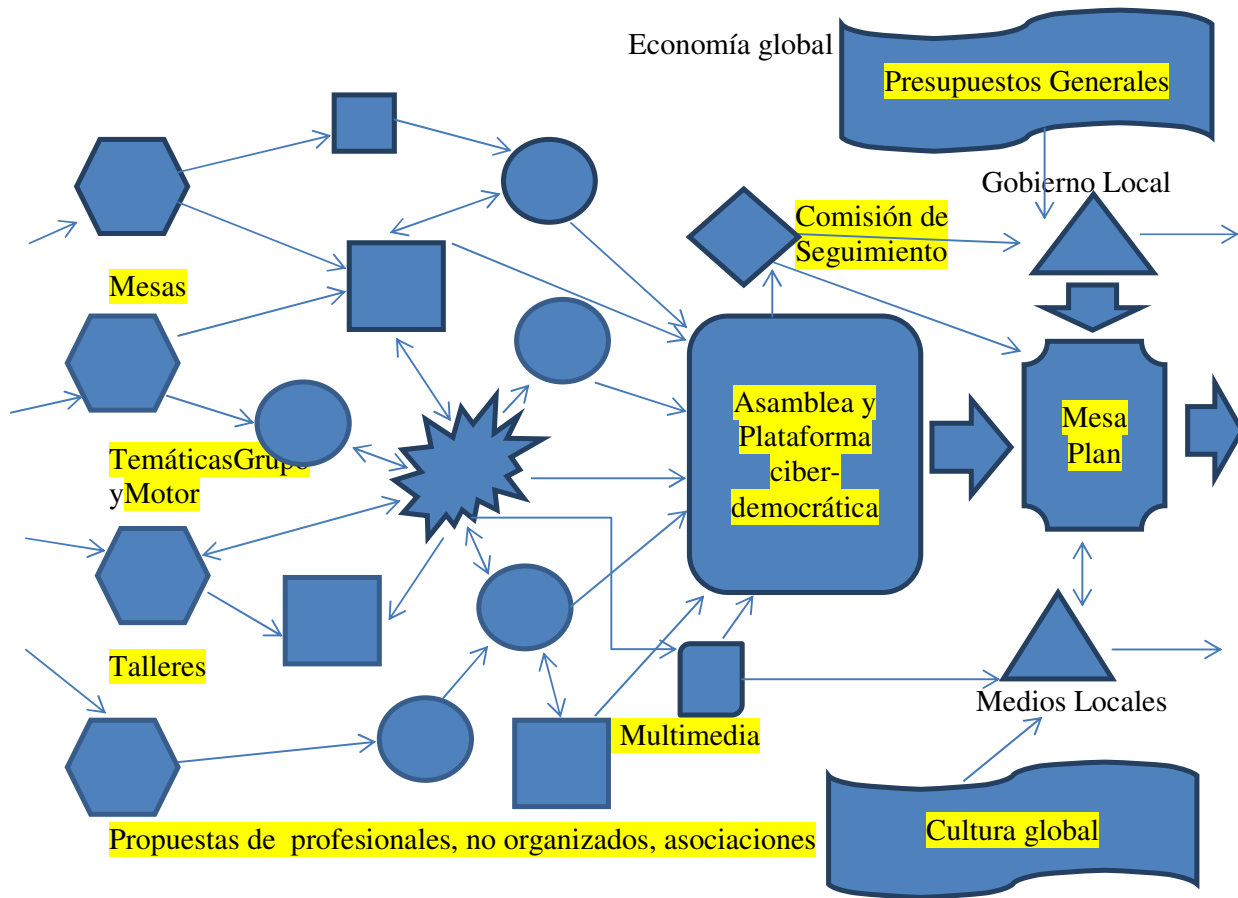 Economía global
Presupuestos Generales
Gobierno Local
Comisión de
Seguimiento
Mesas
Asamblea y
Plataforma
ciber-
democrática
Mesa
Plan
TemáticasGrupo
yMotor
Talleres
Medios Locales
Multimedia
Cultura global
Propuestas de profesionales, no organizados, asociaciones